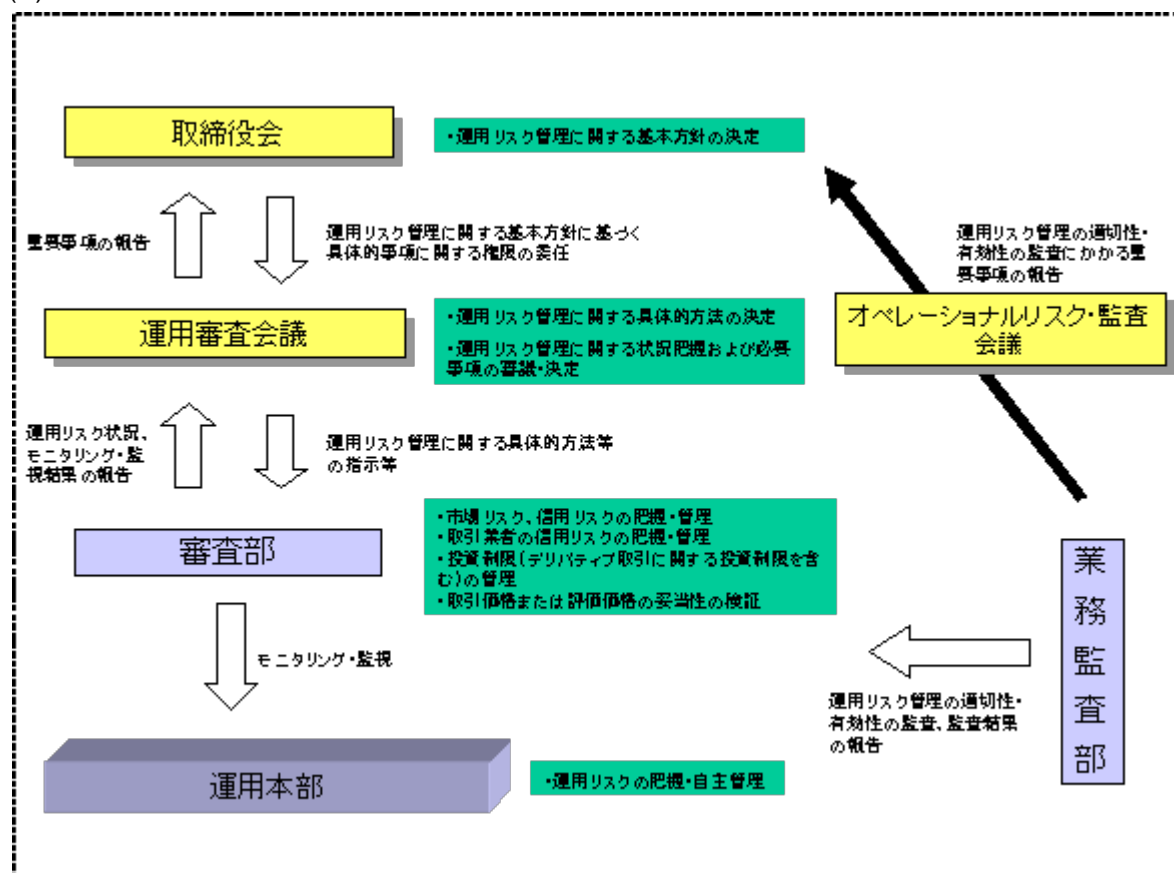 取締役会
・運用リスク管理に関する基本方針の決定
重要事項の報告
運用リスク管理に関する基本方針に基づく
具体的事項に関する権限の委任
運用リスク管理の適切性・
有効性の監査にかかる重
要事項の報告
運用審査会議
・運用リスク管理に関する具体的方法の決定
・運用リスク管理に関する状況把握および必要
事項の審議・決定
オペレーショナルリスク・監査
会議
運用リスク状況、
モニタリング・監
視結果の報告
運用リスク管理に関する具体的方法等
の指示等
審査部
・市場リスク、信用リスクの把握・管理
・取引業者の信用リスクの把握・管理
・投資制限(デリバティブ取引に関する投資制限を含
む)の管理
・取引価格または評価価格の妥当性の検証
業務監査部
モニタリング・監視
運用リスク管理の適切性・
有効性の監査、監査結果
の報告
運用本部
・運用リスクの把握・自主管理